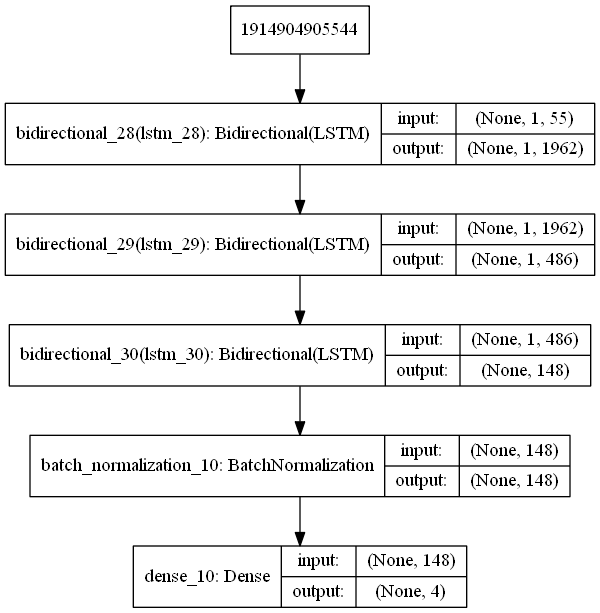 1914904905544
bidirectional_28(lstm_28): Bidirectional(LSTM)
input: (None, 1, 55)
output: (None, 1, 1962)
bidirectional_29(lstm_29): Bidirectional(LSTM)
input: (None, 1, 1962)
output: (None, 1, 486)
bidirectional_30(lstm_30): Bidirectional(LSTM)
input: (None, 1, 486)
output: (None, 148)
batch_normalization_10: BatchNormalization
input: (None, 148)
output: (None, 148)
dense_10: Dense
input: (None, 148)
output: (None, 4)